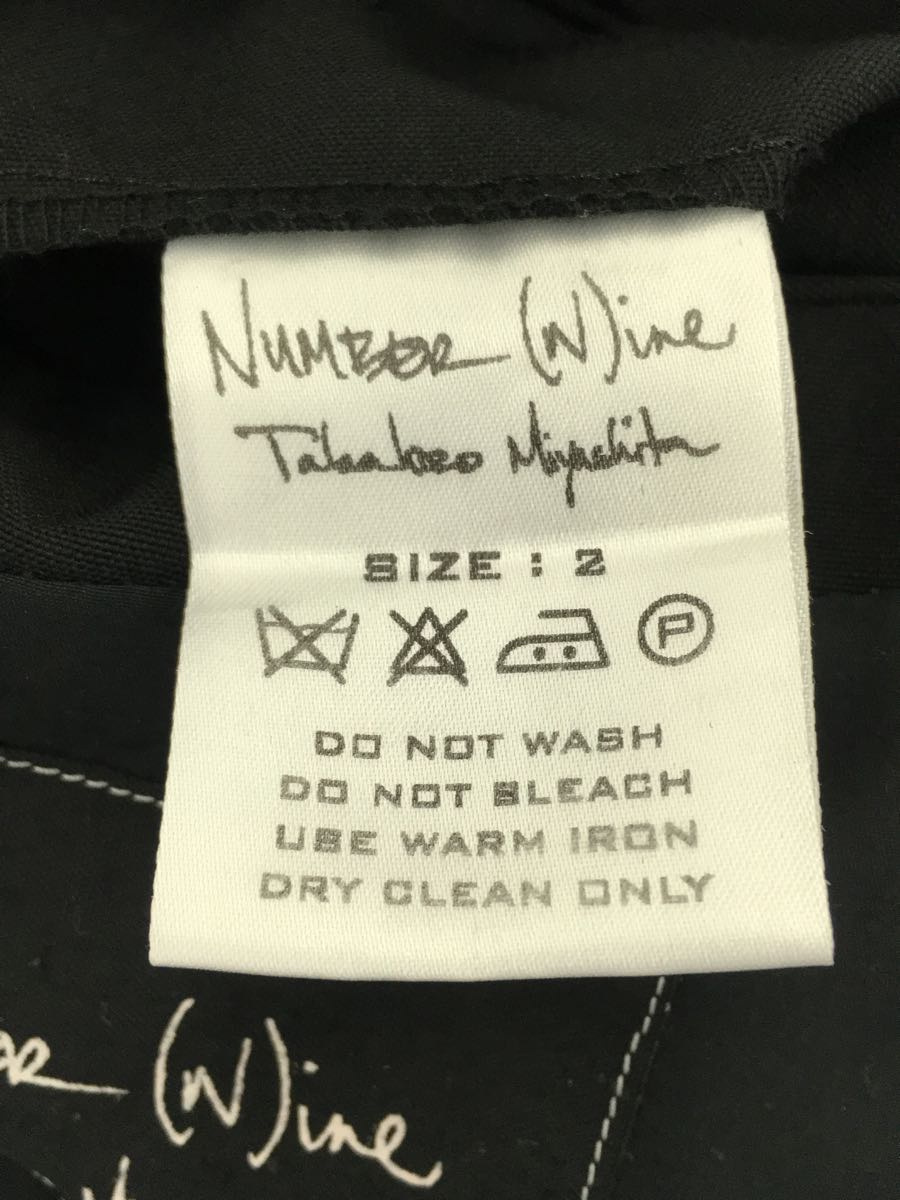 NUMBER (N)ine
Takahiro Miyashita
SIZE : 2
P
DO NOT WASH
DO NOT BLEACH
USE WARM IRON
DRY CLEAN ONLY
(N)ine